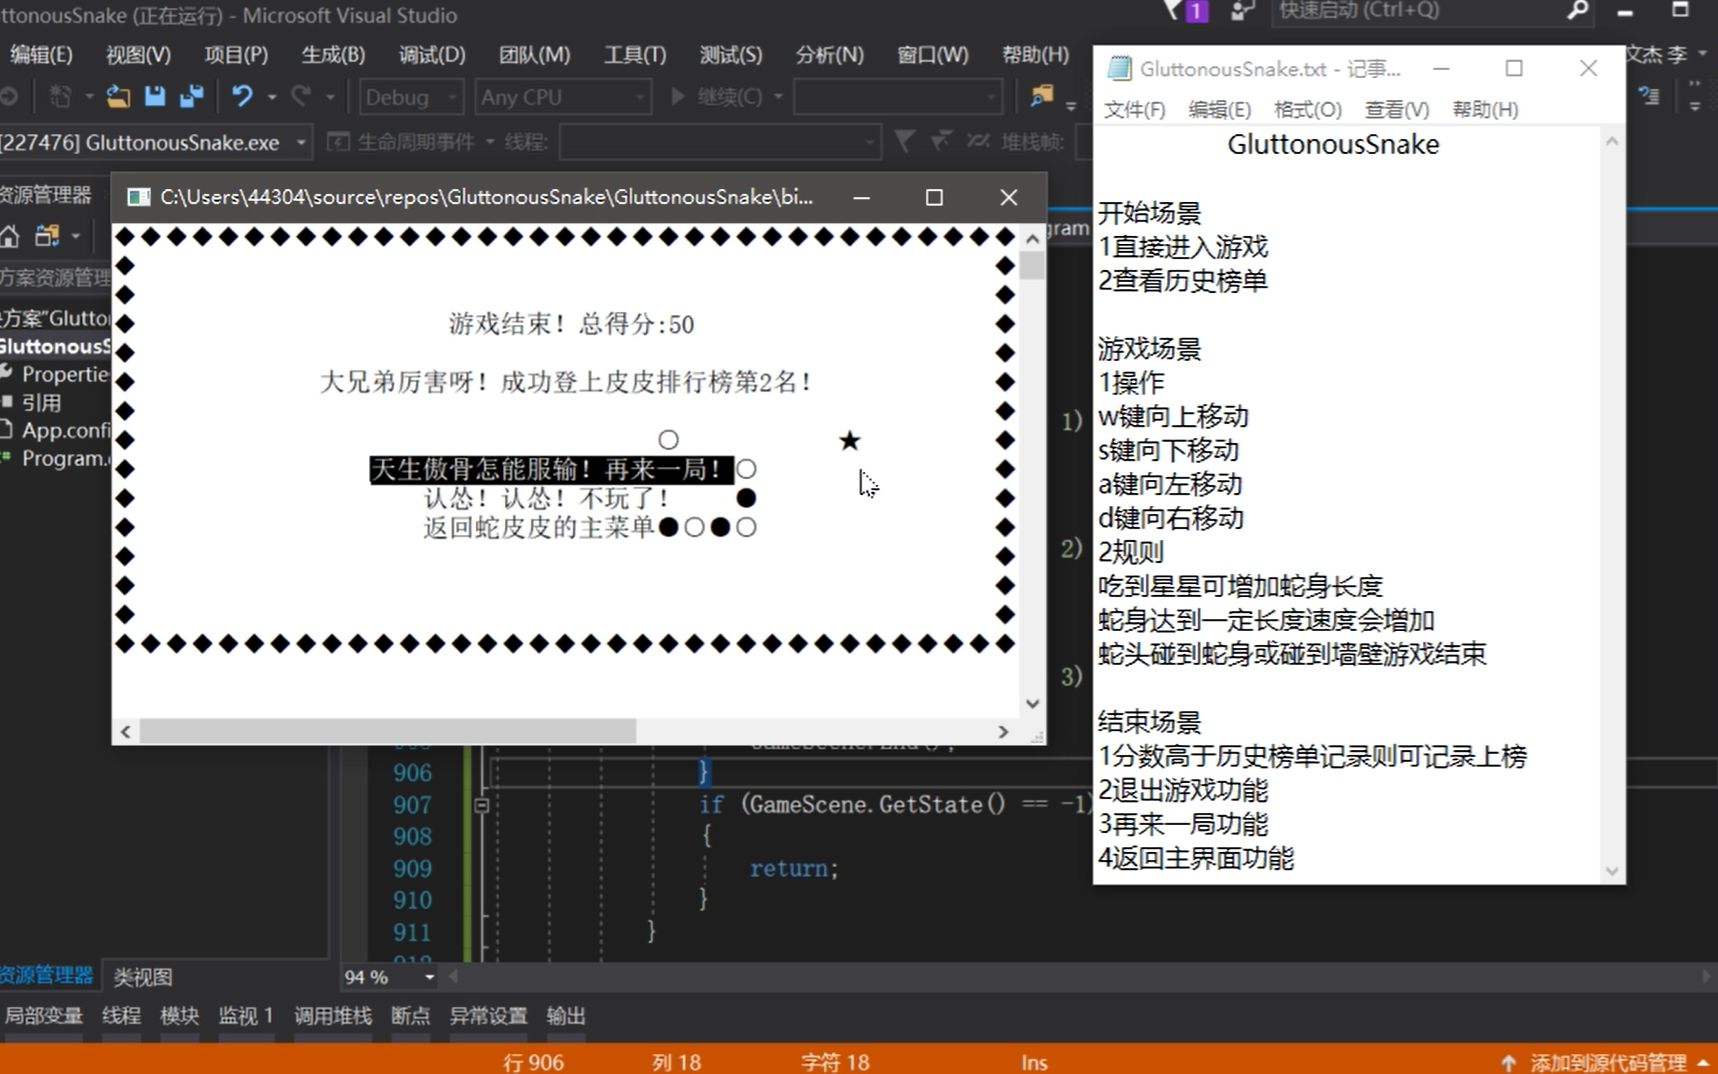 ttonousSnake (正在运行) - Microsoft Visual Studio
1
快速启动 (Ctrl+Q)
编辑(E) 视图(V) 项目(P) 生成(B) 调试(D) 团队(M) 工具(T) 测试(S) 分析(N) 窗口(W) 帮助(H)
文杰 李
Debug Any CPU 继续(C)
[227476] GluttonousSnake.exe 生命周期事件 线程: 堆栈帧:
资源管理器
方案资源管理
方案"Glutto
GluttonousS
Propertie
引用
App.confi
Program.
gram
C:\Users\44304\source\repos\GluttonousSnake\GluttonousSnake\bi...
游戏结束！总得分:50
大兄弟厉害呀！成功登上皮皮排行榜第2名！
天生傲骨怎能服输！再来一局！
认怂！认怂！不玩了！
返回蛇皮皮的主菜单
1)
2)
3)
906 }
907 if (GameScene.GetState() == -1)
908 {
909 return;
910 }
911 }
GluttonousSnake.txt - 记事...
文件(F) 编辑(E) 格式(O) 查看(V) 帮助(H)
GluttonousSnake
开始场景
1直接进入游戏
2查看历史榜单
游戏场景
1操作
w键向上移动
s键向下移动
a键向左移动
d键向右移动
2规则
吃到星星可增加蛇身长度
蛇身达到一定长度速度会增加
蛇头碰到蛇身或碰到墙壁游戏结束
结束场景
1分数高于历史榜单记录则可记录上榜
2退出游戏功能
3再来一局功能
4返回主界面功能
资源管理器 类视图
94 %
局部变量 线程 模块 监视 1 调用堆栈 断点 异常设置 输出
行 906 列 18 字符 18 Ins 添加到源代码管理